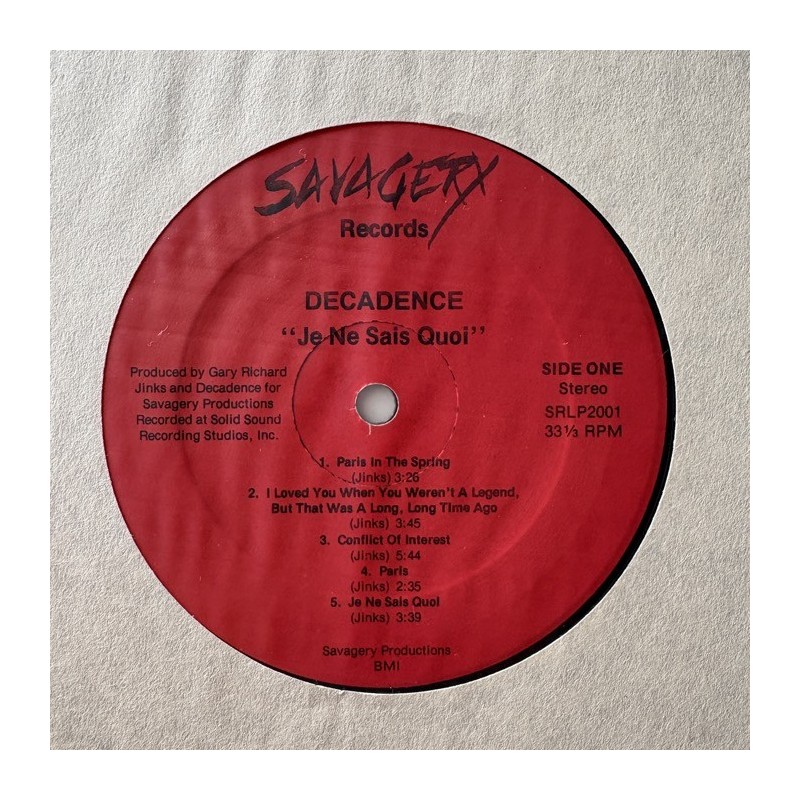 SAVAGERY
Records
DECADENCE
"Je Ne Sais Quoi"
Produced by Gary Richard
Jinks and Decadence for
Savagery Productions
Recorded at Solid Sound
Recording Studios, Inc.
SIDE ONE
Stereo
SRLP2001
33⅓ RPM
1. Paris In The Spring
(Jinks) 3:26
2. I Loved You When You Weren't A Legend,
But That Was A Long, Long Time Ago
(Jinks) 3:45
3. Conflict Of Interest
(Jinks) 5:44
4. Paris
(Jinks) 2:35
5. Je Ne Sais Quoi
(Jinks) 3:39
Savagery Productions
BMI